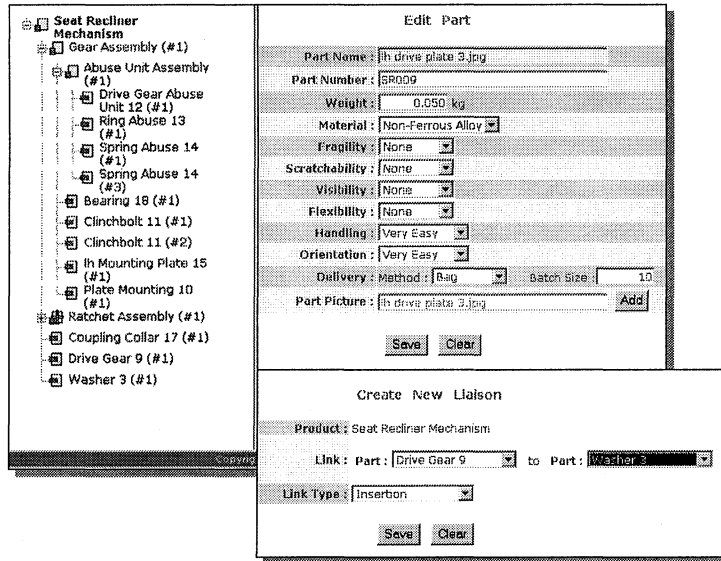 Seat Recliner
Mechanism
Gear Assembly (#1)
Abuse Unit Assembly
(#1)
Drive Gear Abuse
Unit 12 (#1)
Ring Abuse 13
(#1)
Spring Abuse 14
(#1)
Spring Abuse 14
(#3)
Bearing 18 (#1)
Clinchbolt 11 (#1)
Clinchbolt 11 (#2)
lh Mounting Plate 15
(#1)
Plate Mounting 10
(#1)
Ratchet Assembly (#1)
Coupling Collar 17 (#1)
Drive Gear 9 (#1)
Washer 3 (#1)
Copyrig
Edit Part
Part Name : lh drive plate 3.jpg
Part Number : SR009
Weight : 0.050 kg
Material : Non-Ferrous Alloy
Fragility : None
Scratchability : None
Visibility : None
Flexibility : None
Handling : Very Easy
Orientation : Very Easy
Delivery : Method : Bag Batch Size : 10
Part Picture : lh drive plate 3.jpg Add
Save Clear
Create New Liaison
Product : Seat Recliner Mechanism
Link : Part : Drive Gear 9 to Part : Washer 3
Link Type : Insertion
Save Clear